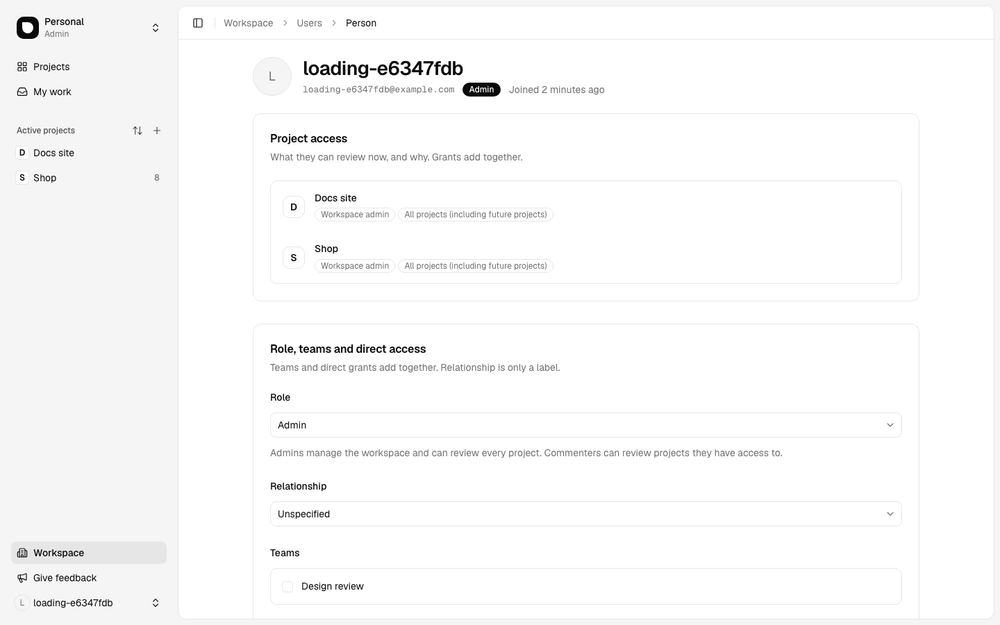 Personal
Admin
Projects
My work
Active projects
D Docs site
S Shop 8
Workspace
Give feedback
L loading-e6347fdb
Workspace Users Person
L
loading-e6347fdb
loading-e6347fdb@example.com Admin Joined 2 minutes ago
Project access
What they can review now, and why. Grants add together.
D
Docs site
Workspace admin All projects (including future projects)
S
Shop
Workspace admin All projects (including future projects)
Role, teams and direct access
Teams and direct grants add together. Relationship is only a label.
Role
Admin
Admins manage the workspace and can review every project. Commenters can review projects they have access to.
Relationship
Unspecified
Teams
Design review